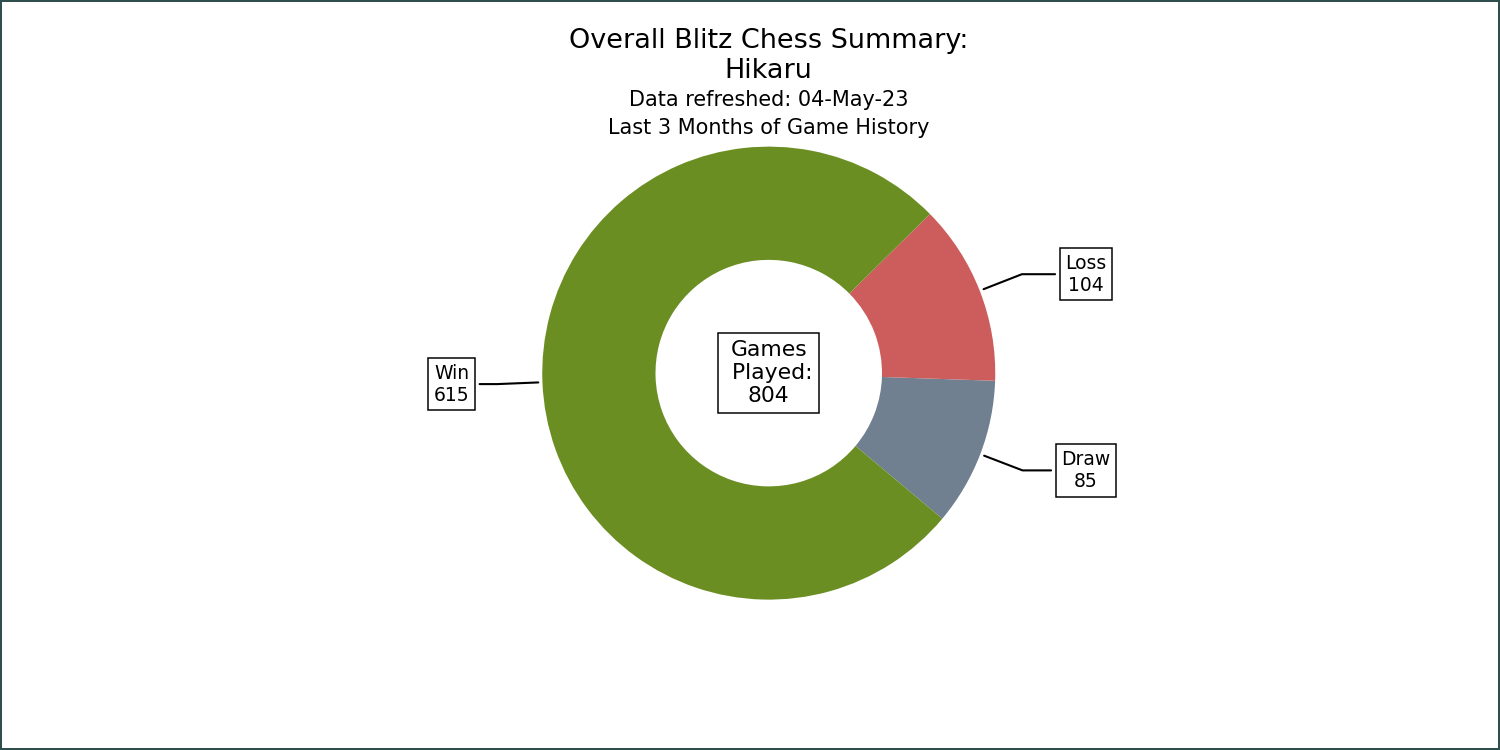 Overall Blitz Chess Summary:
Hikaru
Data refreshed: 04-May-23
Last 3 Months of Game History
Loss
104
Games
Played:
804
Win
615
Draw
85